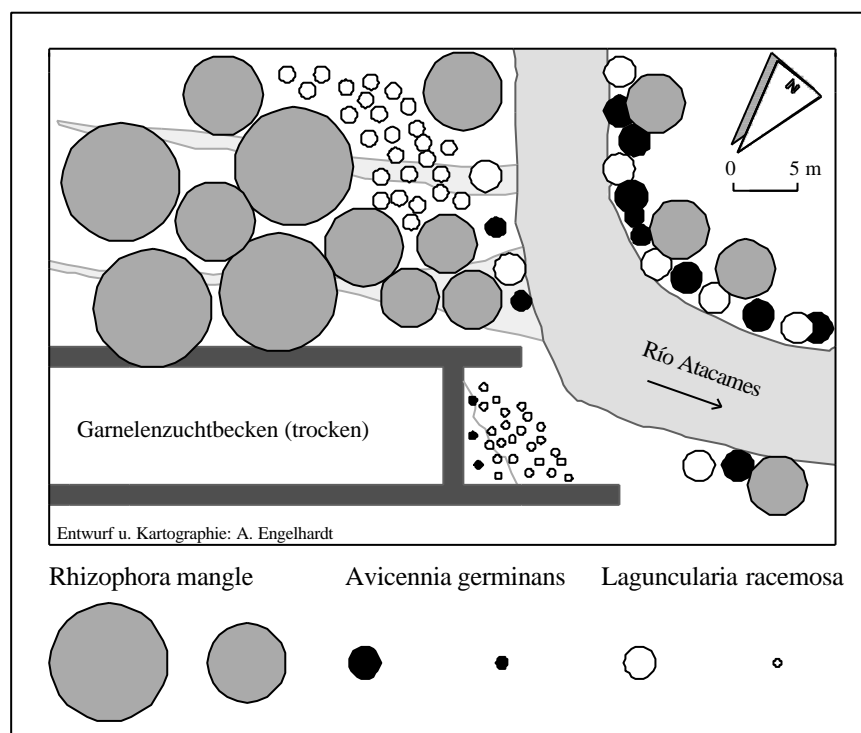 N
0 5 m
Río Atacames
Garnelenzuchtbecken (trocken)
Entwurf u. Kartographie: A. Engelhardt
Rhizophora mangle Avicennia germinans Laguncularia racemosa